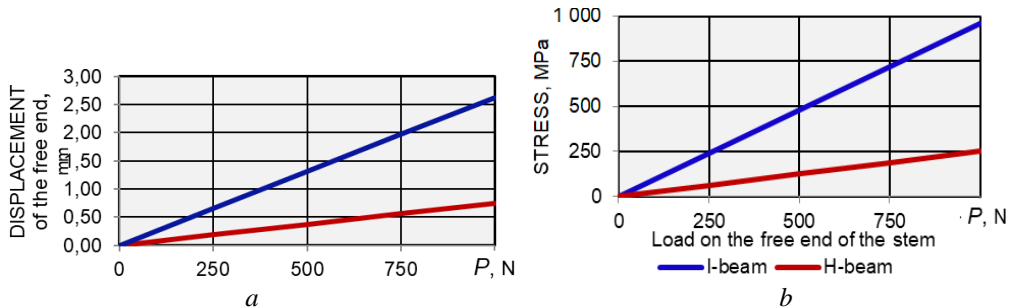 DISPLACEMENT
of the free end,
mm
3,00
2,50
2,00
1,50
1,00
0,50
0,00
0
250
500
750
P, N
a
STRESS, MPa
1 000
750
500
250
0
0
250
500
750
P, N
Load on the free end of the stem
I-beam
H-beam
b